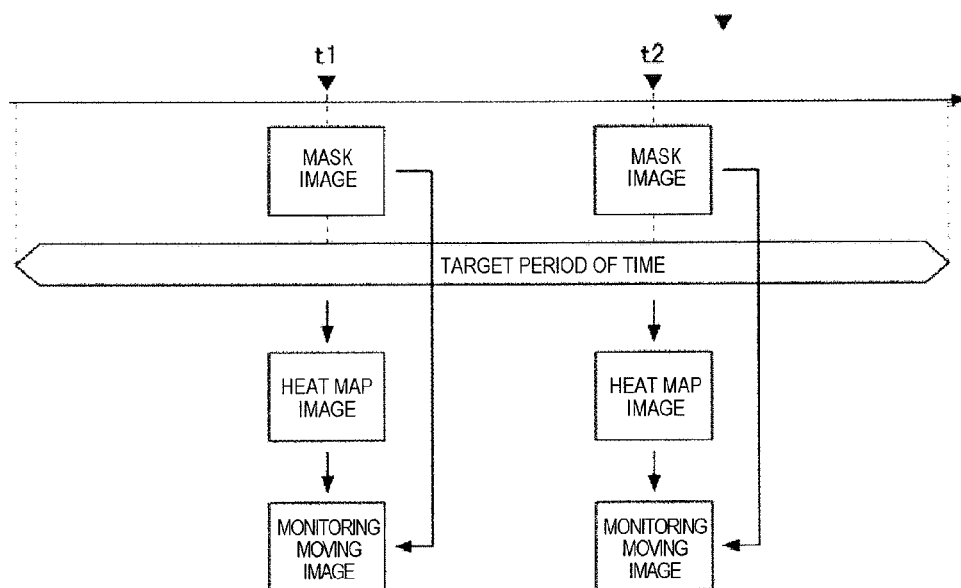 t1
t2
MASK
IMAGE
MASK
IMAGE
TARGET PERIOD OF TIME
HEAT MAP
IMAGE
HEAT MAP
IMAGE
MONITORING
MOVING
IMAGE
MONITORING
MOVING
IMAGE